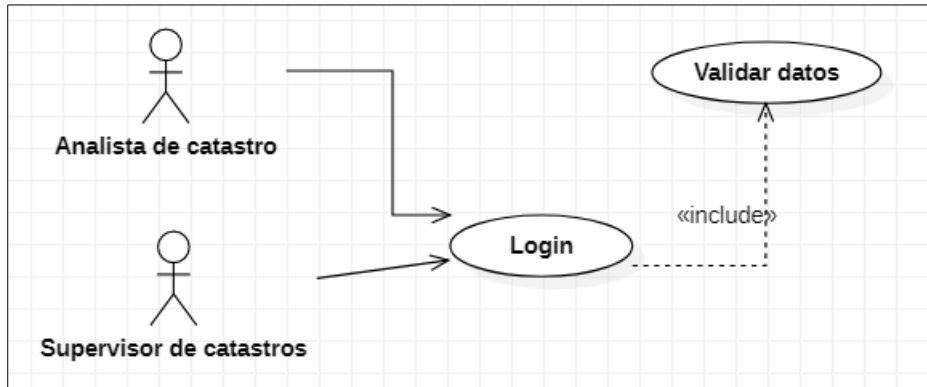 Validar datos
Analista de catastro
«include»
Login
Supervisor de catastros